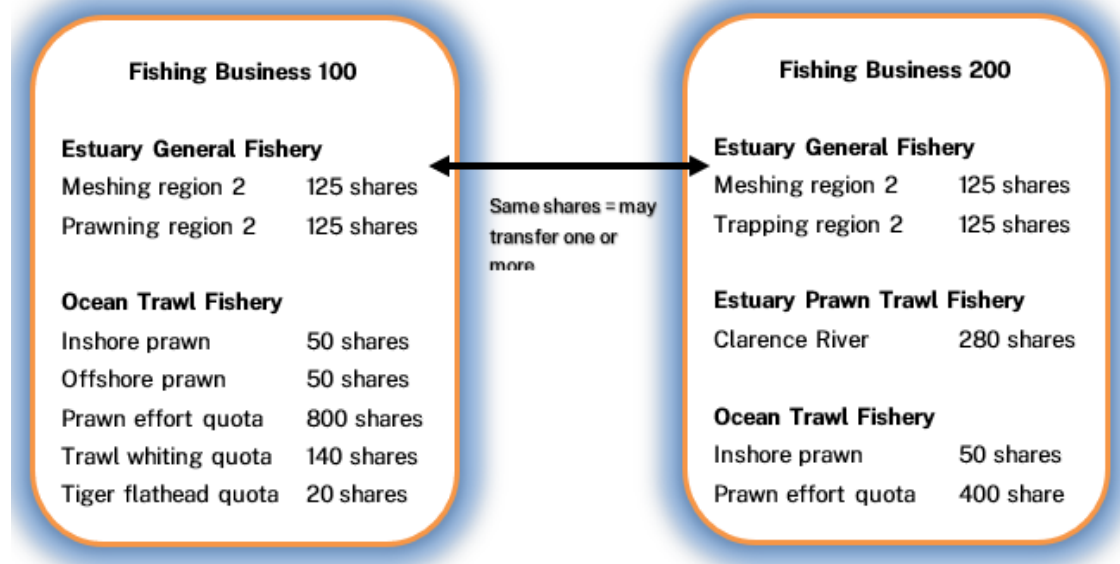 Fishing Business 100
Estuary General Fishery
Meshing region 2 125 shares
Prawning region 2 125 shares
Ocean Trawl Fishery
Inshore prawn 50 shares
Offshore prawn 50 shares
Prawn effort quota 800 shares
Trawl whiting quota 140 shares
Tiger flathead quota 20 shares
Same shares = may
transfer one or
more
Fishing Business 200
Estuary General Fishery
Meshing region 2 125 shares
Trapping region 2 125 shares
Estuary Prawn Trawl Fishery
Clarence River 280 shares
Ocean Trawl Fishery
Inshore prawn 50 shares
Prawn effort quota 400 share